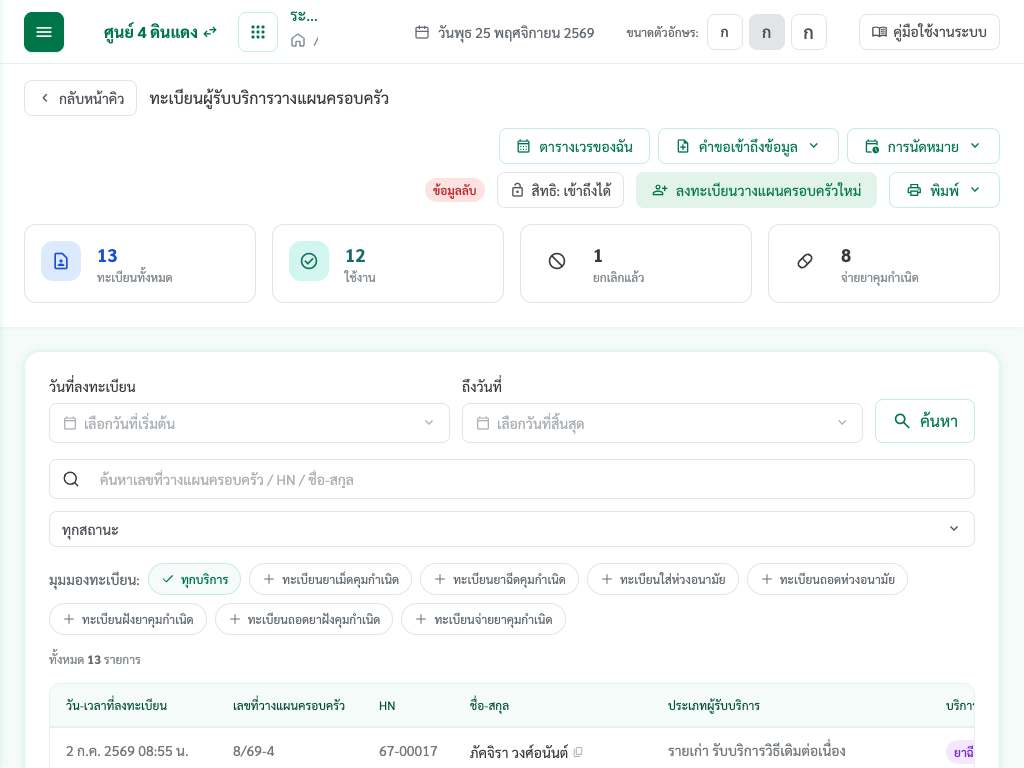 ศูนย์ 4 ดินแดง
ระ...
/
วันพุธ 25 พฤศจิกายน 2569
ขนาดตัวอักษร:
ก ก ก
คู่มือใช้งานระบบ
กลับหน้าคิว
ทะเบียนผู้รับบริการวางแผนครอบครัว
ตารางเวรของฉัน
คำขอเข้าถึงข้อมูล
การนัดหมาย
ข้อมูลลับ
สิทธิ: เข้าถึงได้
ลงทะเบียนวางแผนครอบครัวใหม่
พิมพ์
13
ทะเบียนทั้งหมด
12
ใช้งาน
1
ยกเลิกแล้ว
8
จ่ายยาคุมกำเนิด
วันที่ลงทะเบียน
ถึงวันที่
เลือกวันที่เริ่มต้น
เลือกวันที่สิ้นสุด
ค้นหา
ค้นหาเลขที่วางแผนครอบครัว / HN / ชื่อ-สกุล
ทุกสถานะ
มุมมองทะเบียน:
ทุกบริการ
ทะเบียนยาเม็ดคุมกำเนิด
ทะเบียนยาฉีดคุมกำเนิด
ทะเบียนใส่ห่วงอนามัย
ทะเบียนถอดห่วงอนามัย
ทะเบียนฝังยาคุมกำเนิด
ทะเบียนถอดยาฝังคุมกำเนิด
ทะเบียนจ่ายยาคุมกำเนิด
ทั้งหมด 13 รายการ
วัน-เวลาที่ลงทะเบียน เลขที่วางแผนครอบครัว HN ชื่อ-สกุล ประเภทผู้รับบริการ บริกา
2 ก.ค. 2569 08:55 น. 8/69-4 67-00017 ภัคจิรา วงศ์อนันต์ รายเก่า รับบริการวิธีเดิมต่อเนื่อง ยาฉี